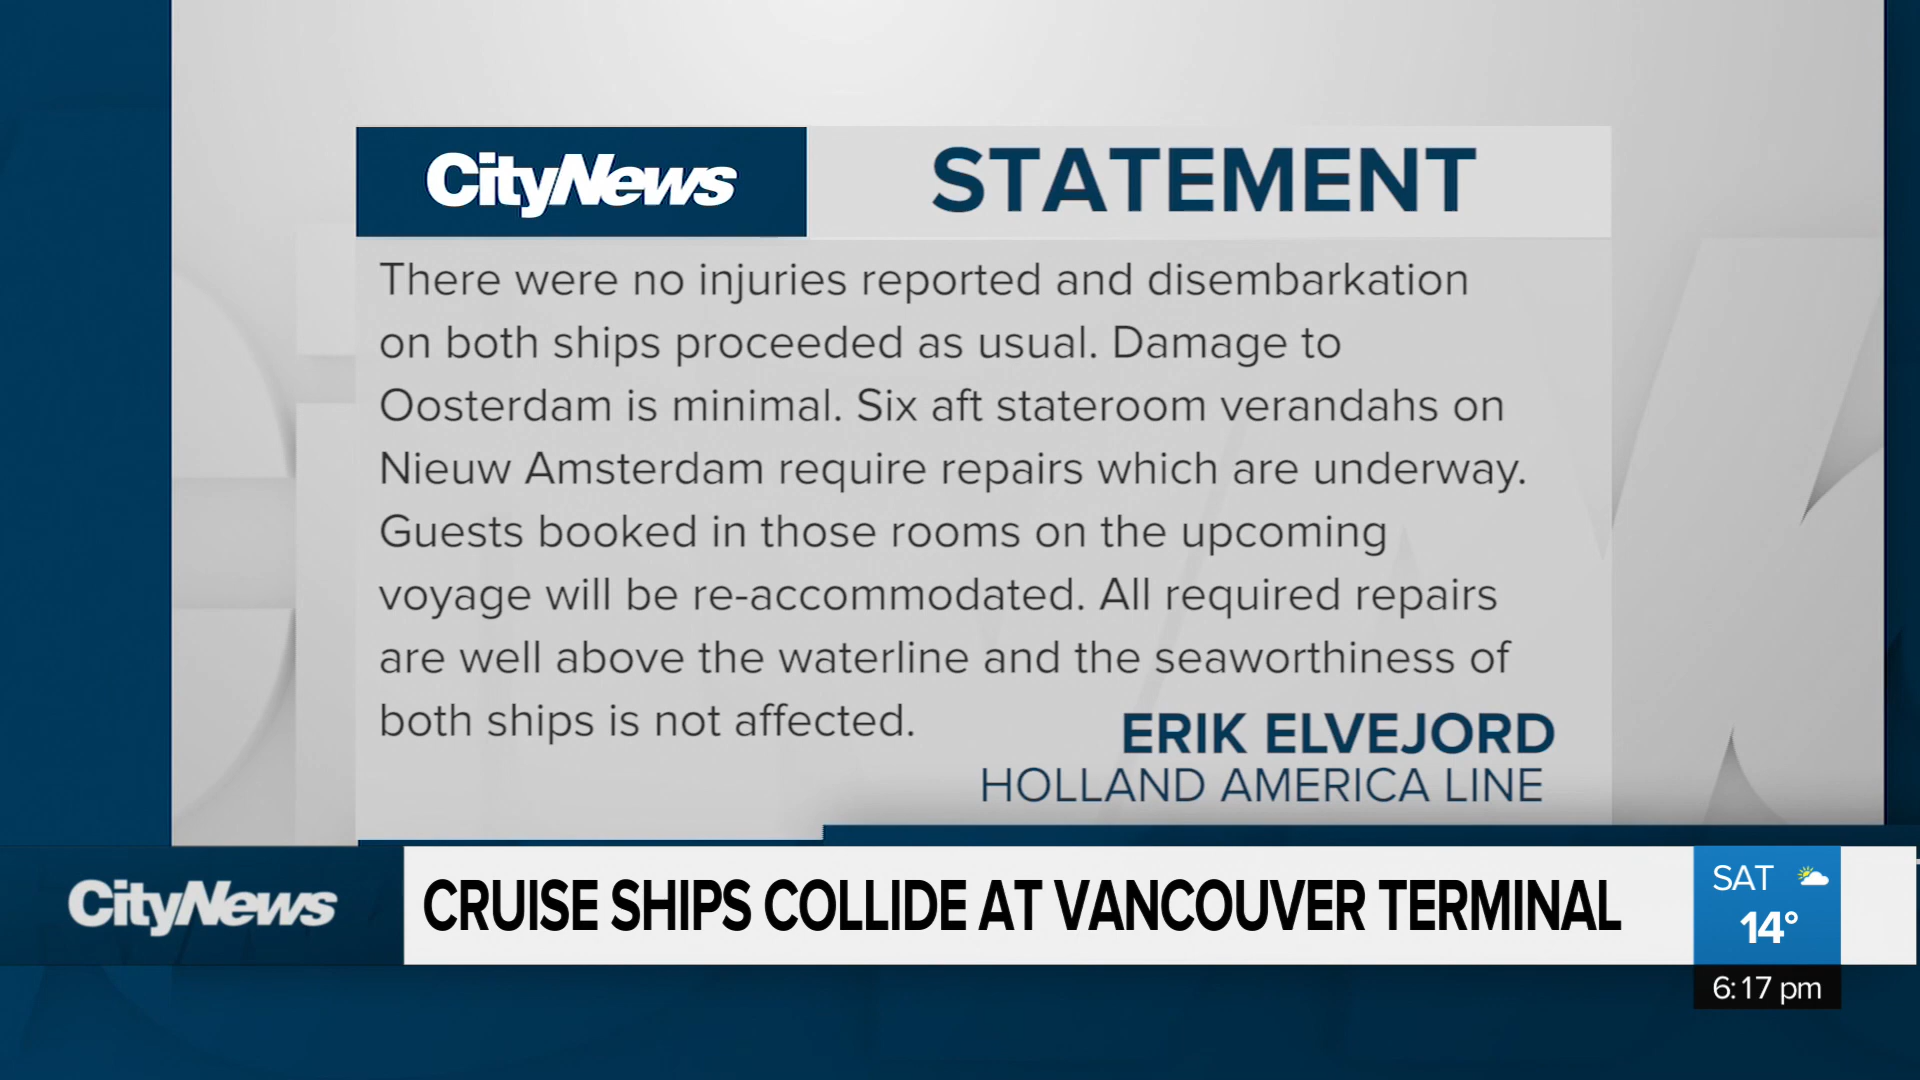 CityNews
STATEMENT
There were no injuries reported and disembarkation
on both ships proceeded as usual. Damage to
Oosterdam is minimal. Six aft stateroom verandahs on
Nieuw Amsterdam require repairs which are underway.
Guests booked in those rooms on the upcoming
voyage will be re-accommodated. All required repairs
are well above the waterline and the seaworthiness of
both ships is not affected.
ERIK ELVEJORD
HOLLAND AMERICA LINE
CityNews
CRUISE SHIPS COLLIDE AT VANCOUVER TERMINAL
SAT
14°
6:17 pm